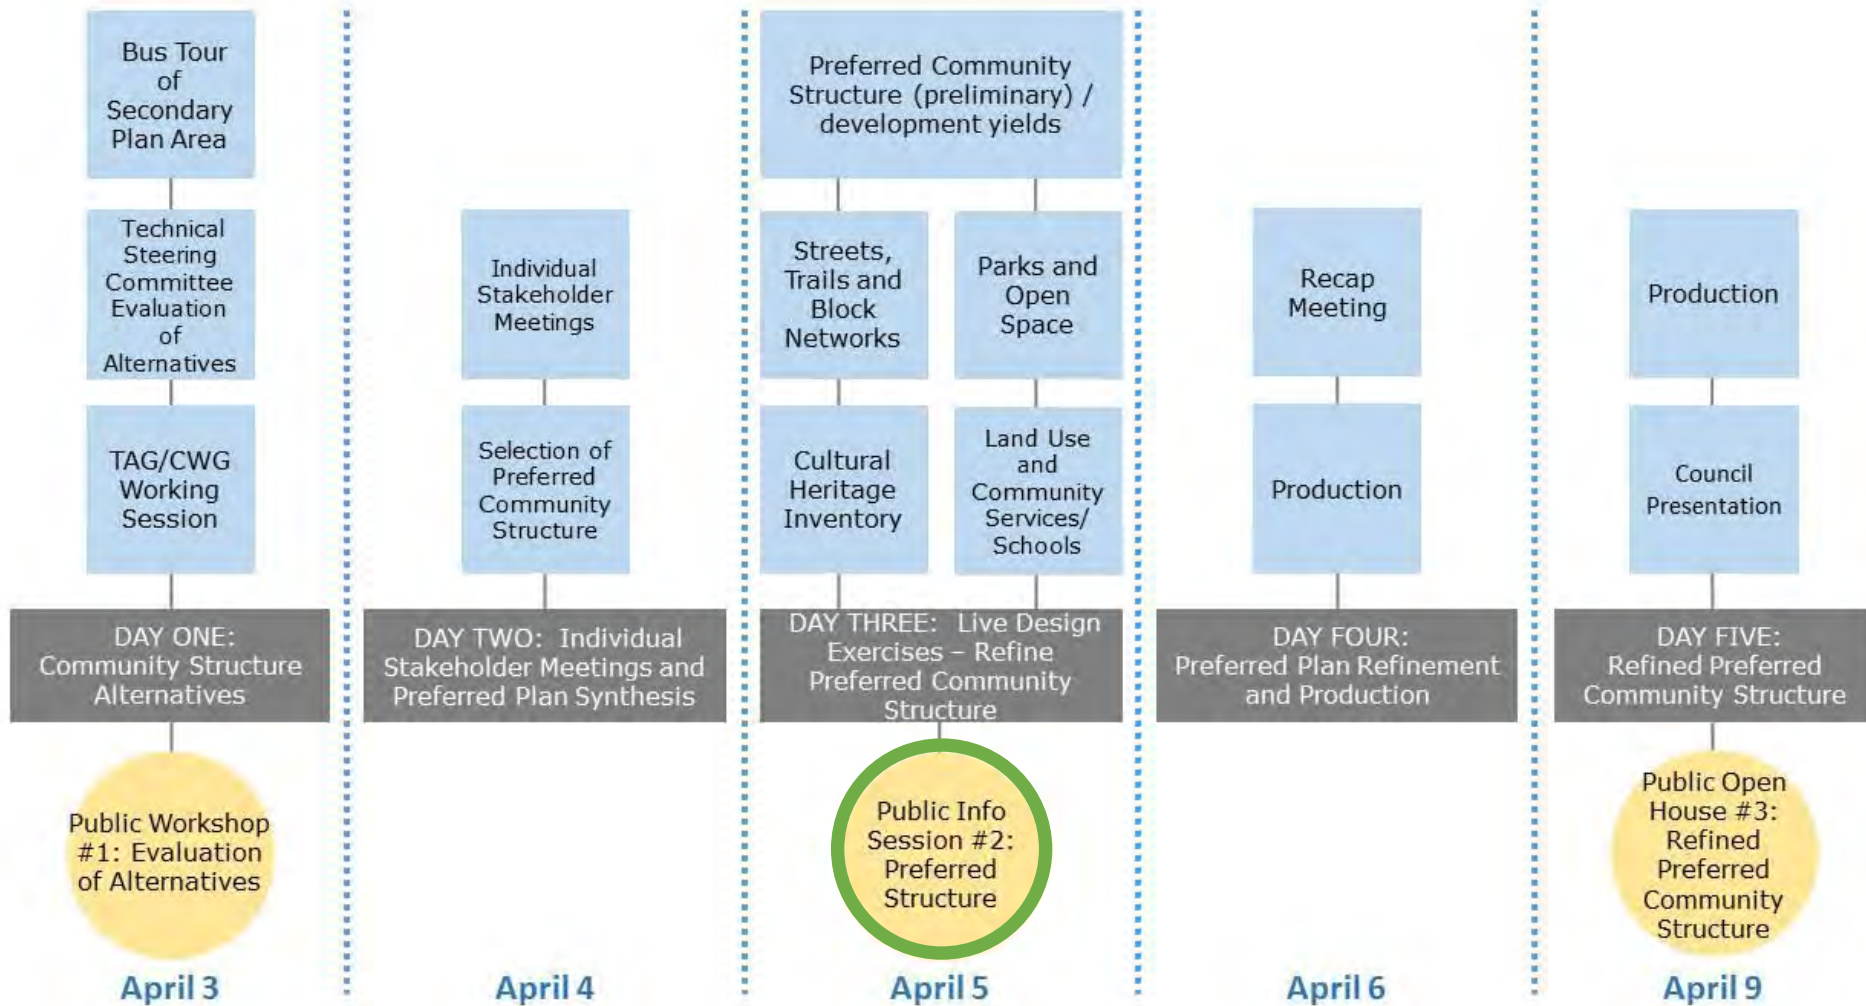 Bus Tour
of
Secondary
Plan Area
Technical
Steering
Committee
Evaluation
of
Alternatives
TAG/CWG
Working
Session
DAY ONE:
Community Structure
Alternatives
Public Workshop
#1: Evaluation
of Alternatives
April 3
Individual
Stakeholder
Meetings
Selection of
Preferred
Community
Structure
DAY TWO: Individual
Stakeholder Meetings and
Preferred Plan Synthesis
April 4
Preferred Community
Structure (preliminary) /
development yields
Streets,
Trails and
Block
Networks
Parks and
Open
Space
Cultural
Heritage
Inventory
Land Use
and
Community
Services/
Schools
DAY THREE: Live Design
Exercises – Refine
Preferred Community
Structure
Public Info
Session #2:
Preferred
Structure
April 5
Recap
Meeting
Production
DAY FOUR:
Preferred Plan Refinement
and Production
April 6
Production
Council
Presentation
DAY FIVE:
Refined Preferred
Community Structure
Public Open
House #3:
Refined
Preferred
Community
Structure
April 9